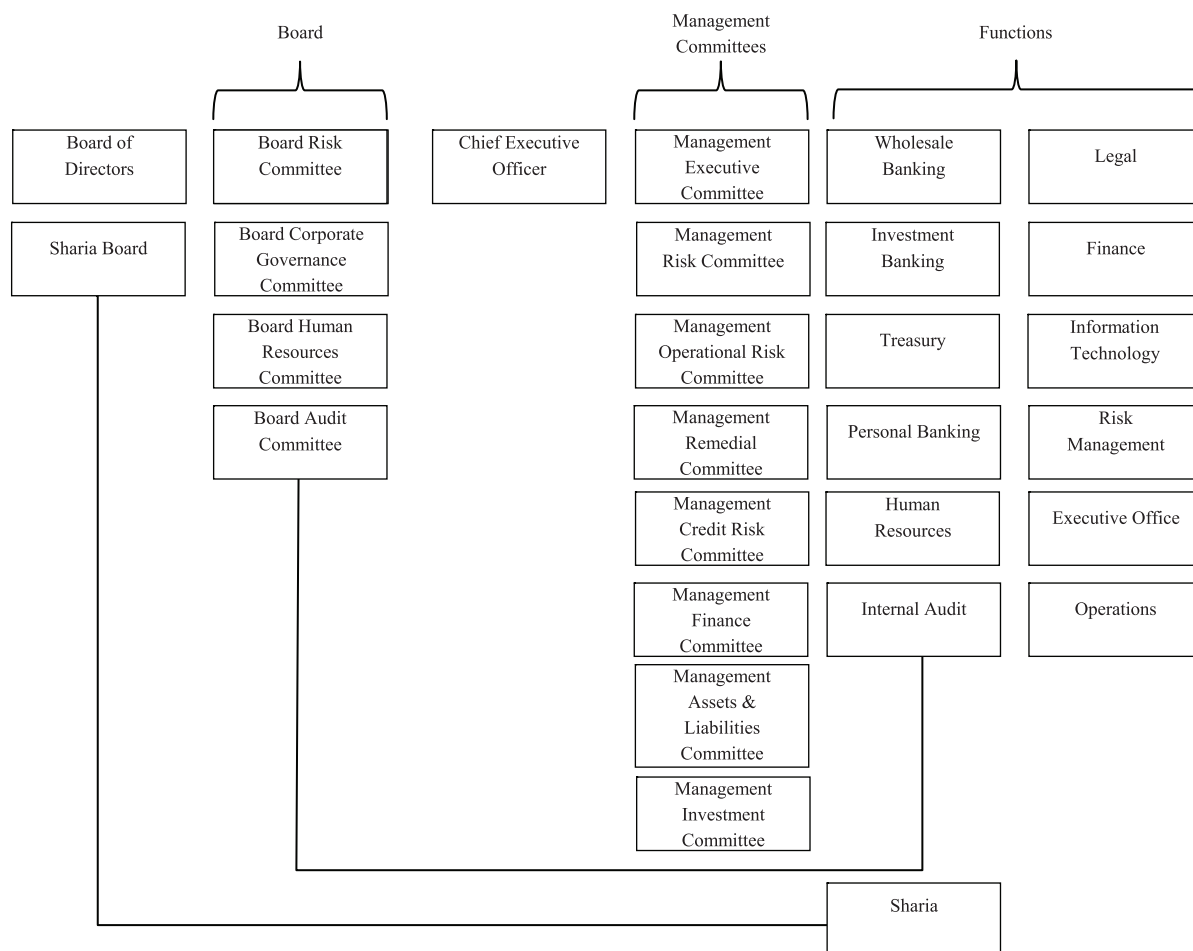 Board
Management
Committees
Functions
Board of
Directors
Board Risk
Committee
Chief Executive
Officer
Management
Executive
Committee
Wholesale
Banking
Legal
Sharia Board
Board Corporate
Governance
Committee
Management
Risk Committee
Investment
Banking
Finance
Board Human
Resources
Committee
Management
Operational Risk
Committee
Treasury
Information
Technology
Board Audit
Committee
Management
Remedial
Committee
Personal Banking
Risk
Management
Management
Credit Risk
Committee
Human
Resources
Executive Office
Management
Finance
Committee
Internal Audit
Operations
Management
Assets &
Liabilities
Committee
Management
Investment
Committee
Sharia